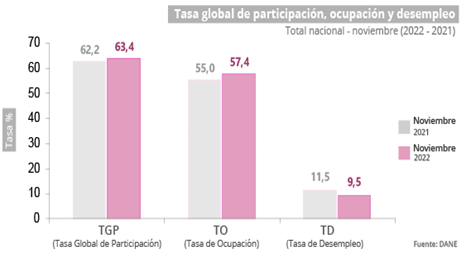 Tasa global de participación, ocupación y desempleo
Total nacional - noviembre (2022 - 2021)
Tasa %
70
60
50
40
30
20
10
0
62,2
63,4
55,0
57,4
11,5
9,5
TGP
(Tasa Global de Participación)
TO
(Tasa de Ocupación)
TD
(Tasa de Desempleo)
Noviembre
2021
Noviembre
2022
Fuente: DANE